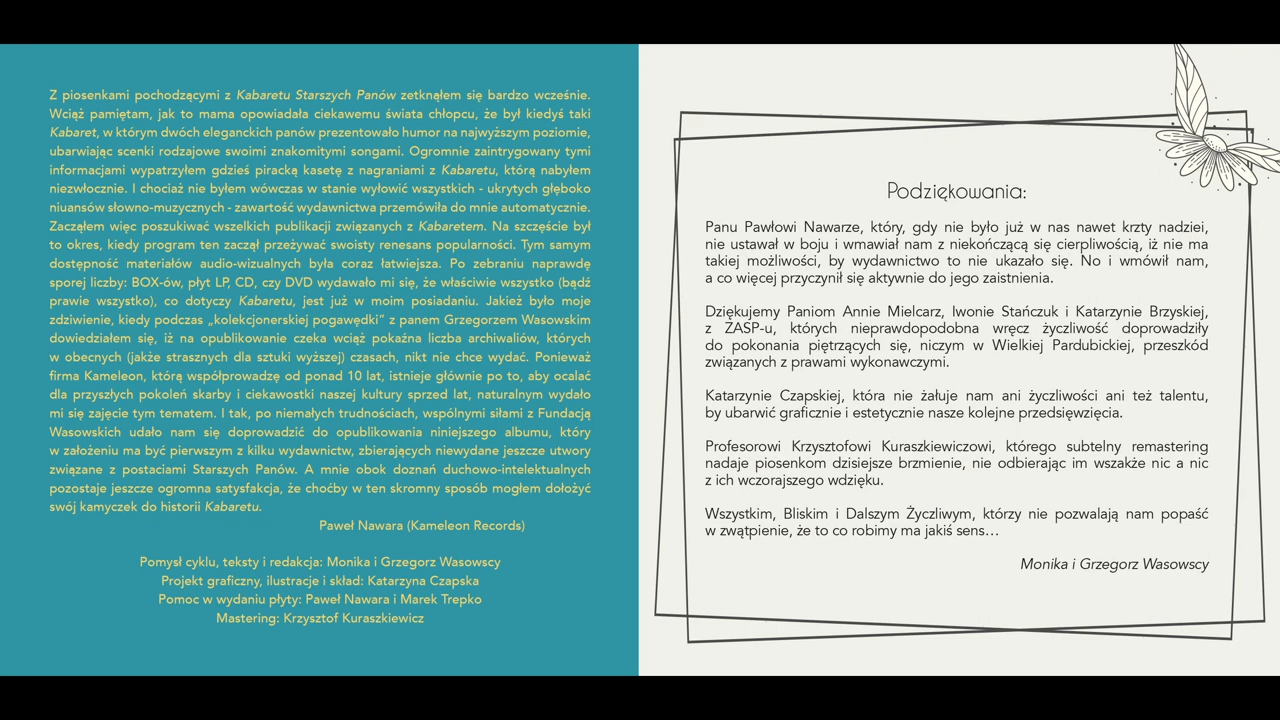 Z piosenkami pochodzącymi z Kabaretu Starszych Panów zetknąłem się bardzo wcześnie.
Wciąż pamiętam, jak to mama opowiadała ciekawemu świata chłopcu, że był kiedyś taki
Kabaret, w którym dwóch eleganckich panów prezentowało humor na najwyższym poziomie,
ubarwiając scenki rodzajowe swoimi znakomitymi songami. Ogromnie zaintrygowany tymi
informacjami wypatrzyłem gdzieś piracką kasetę z nagraniami z Kabaretu, którą nabyłem
niezwłocznie. I chociaż nie byłem wówczas w stanie wyłowić wszystkich - ukrytych głęboko
niuansów słowno-muzycznych - zawartość wydawnictwa przemówiła do mnie automatycznie.
Zacząłem więc poszukiwać wszelkich publikacji związanych z Kabaretem. Na szczęście był
to okres, kiedy program ten zaczął przeżywać swoisty renesans popularności. Tym samym
dostępność materiałów audio-wizualnych była coraz łatwiejsza. Po zebraniu naprawdę
sporej liczby: BOX-ów, płyt LP, CD, czy DVD wydawało mi się, że właściwie wszystko (bądź
prawie wszystko), co dotyczy Kabaretu, jest już w moim posiadaniu. Jakież było moje
zdziwienie, kiedy podczas „kolekcjonerskiej pogawędki” z panem Grzegorzem Wasowskim
dowiedziałem się, iż na opublikowanie czeka wciąż pokaźna liczba archiwaliów, których
w obecnych (jakże strasznych dla sztuki wyższej) czasach, nikt nie chce wydać. Ponieważ
firma Kameleon, którą współprowadzę od ponad 10 lat, istnieje głównie po to, aby ocalać
dla przyszłych pokoleń skarby i ciekawostki naszej kultury sprzed lat, naturalnym wydało
mi się zajęcie tym tematem. I tak, po niemałych trudnościach, wspólnymi siłami z Fundacją
Wasowskich udało nam się doprowadzić do opublikowania niniejszego albumu, który
w założeniu ma być pierwszym z kilku wydawnictw, zbierających niewydane jeszcze utwory
związane z postaciami Starszych Panów. A mnie obok doznań duchowo-intelektualnych
pozostaje jeszcze ogromna satysfakcja, że choćby w ten skromny sposób mogłem dołożyć
swój kamyczek do historii Kabaretu.
Paweł Nawara (Kameleon Records)
Pomysł cyklu, teksty i redakcja: Monika i Grzegorz Wasowscy
Projekt graficzny, ilustracje i skład: Katarzyna Czapska
Pomoc w wydaniu płyty: Paweł Nawara i Marek Trepko
Mastering: Krzysztof Kuraszkiewicz
Podziękowania:
Panu Pawłowi Nawarze, który, gdy nie było już w nas nawet krzty nadziei,
nie ustawał w boju i wmawiał nam z niekończącą się cierpliwością, iż nie ma
takiej możliwości, by wydawnictwo to nie ukazało się. No i wmówił nam,
a co więcej przyczynił się aktywnie do jego zaistnienia.
Dziękujemy Paniom Annie Mielcarz, Iwonie Stańczuk i Katarzynie Brzyskiej,
z ZASP-u, których nieprawdopodobna wręcz życzliwość doprowadziły
do pokonania piętrzących się, niczym w Wielkiej Pardubickiej, przeszkód
związanych z prawami wykonawczymi.
Katarzynie Czapskiej, która nie żałuje nam ani życzliwości ani też talentu,
by ubarwić graficznie i estetycznie nasze kolejne przedsięwzięcia.
Profesorowi Krzysztofowi Kuraszkiewiczowi, którego subtelny remastering
nadaje piosenkom dzisiejsze brzmienie, nie odbierając im wszakże nic a nic
z ich wczorajszego wdzięku.
Wszystkim, Bliskim i Dalszym Życzliwym, którzy nie pozwalają nam popaść
w zwątpienie, że to co robimy ma jakiś sens…
Monika i Grzegorz Wasowscy